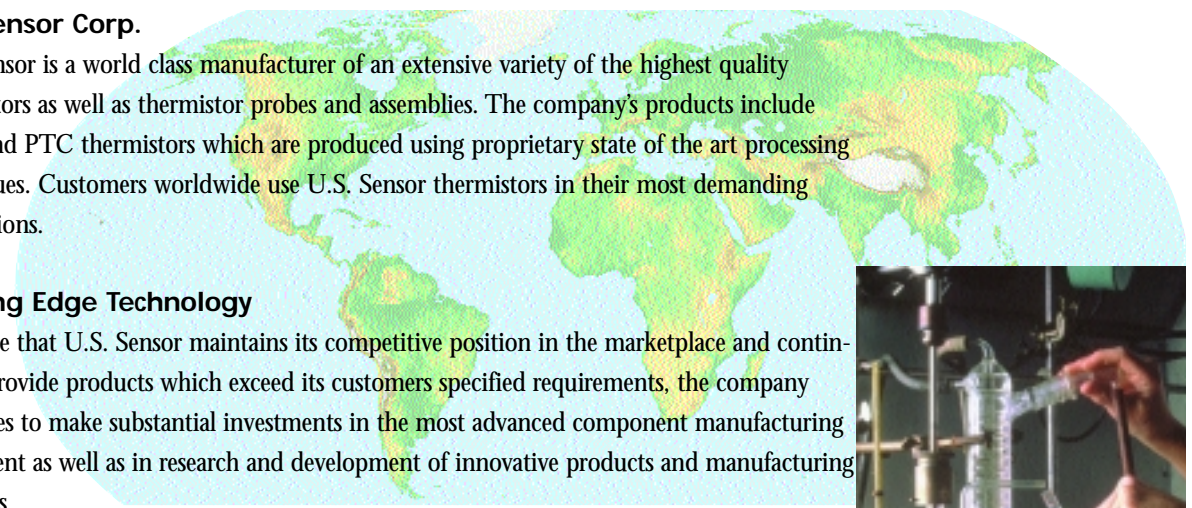 ensor Corp.
nsor is a world class manufacturer of an extensive variety of the highest quality
tors as well as thermistor probes and assemblies. The company's products include
nd PTC thermistors which are produced using proprietary state of the art processing
ues. Customers worldwide use U.S. Sensor thermistors in their most demanding
ions.
ng Edge Technology
e that U.S. Sensor maintains its competitive position in the marketplace and contin-
rovide products which exceed its customers specified requirements, the company
es to make substantial investments in the most advanced component manufacturing
ent as well as in research and development of innovative products and manufacturing
s